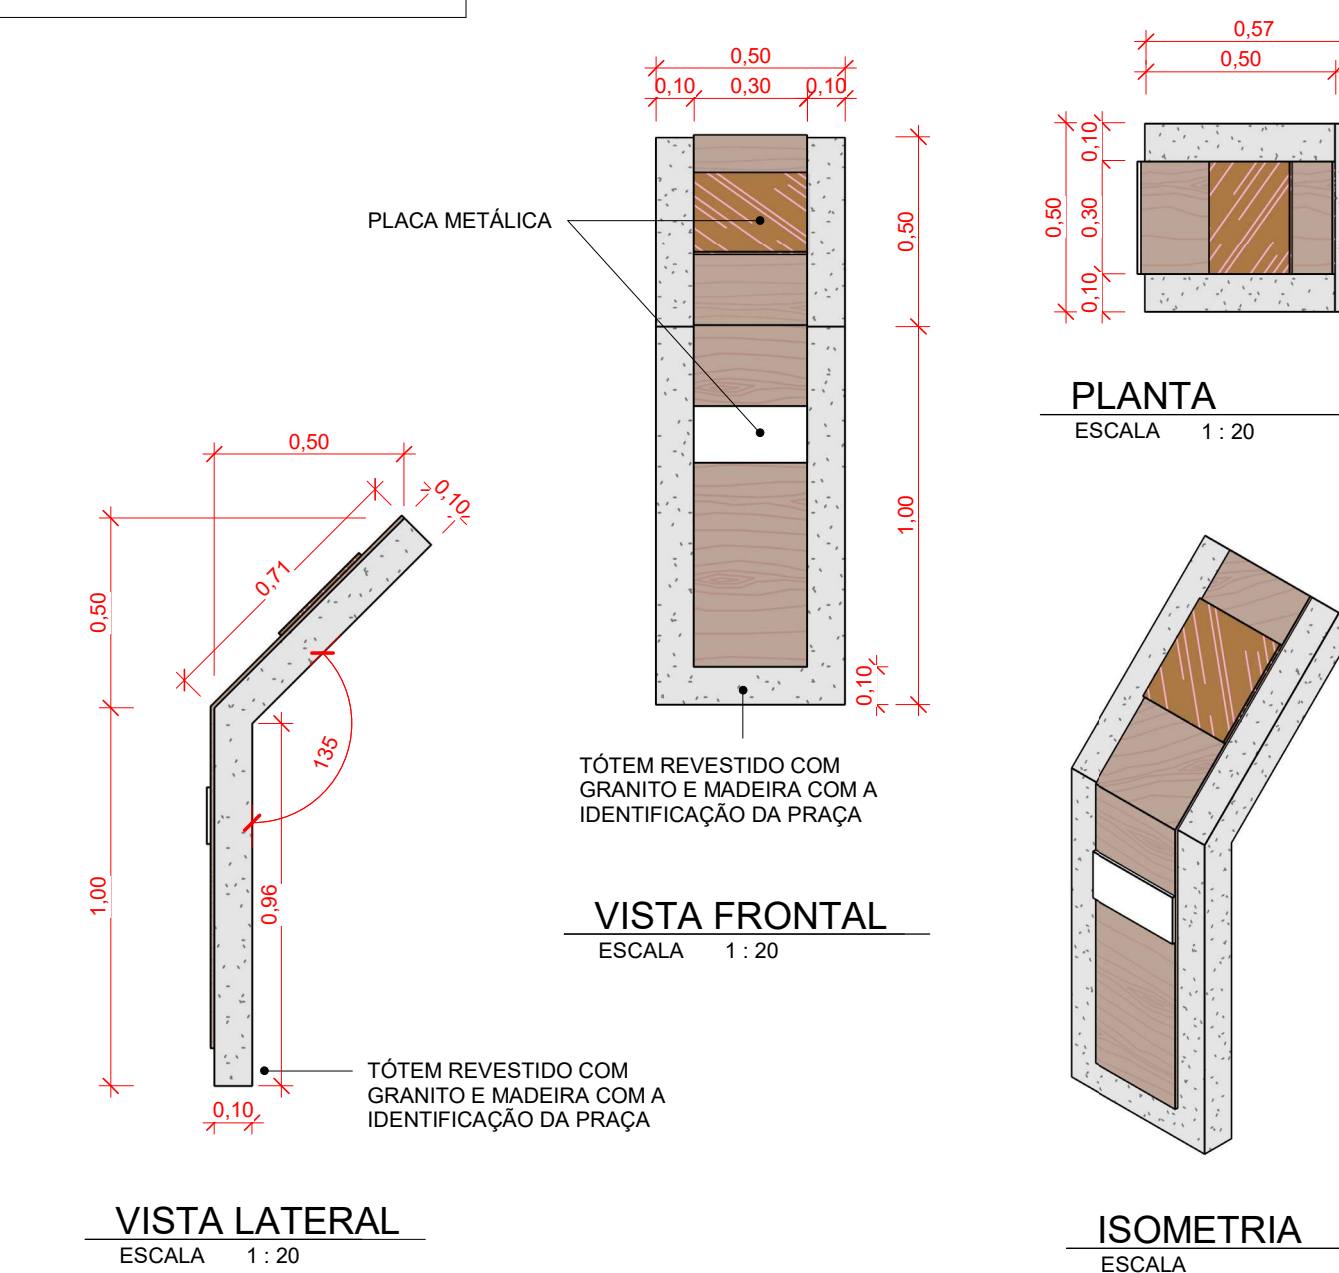 0,50
0,10 0,30 0,10
PLACA METÁLICA
0,50
1,00
0,10
TÓTEM REVESTIDO COM
GRANITO E MADEIRA COM A
IDENTIFICAÇÃO DA PRAÇA
VISTA FRONTAL
ESCALA 1 : 20
0,57
0,50
0,50
0,10
0,30
0,10
PLANTA
ESCALA 1 : 20
0,50
0,10
0,71
0,50
135
1,00
0,96
0,10
TÓTEM REVESTIDO COM
GRANITO E MADEIRA COM A
IDENTIFICAÇÃO DA PRAÇA
VISTA LATERAL
ESCALA 1 : 20
ISOMETRIA
ESCALA